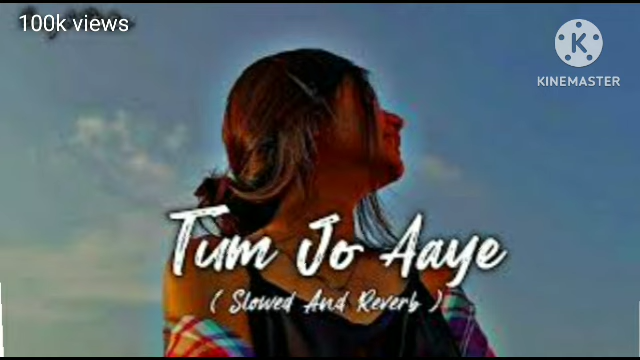 100k views
KINEMASTER
Tum Jo Aaye
( Slowed And Reverb )